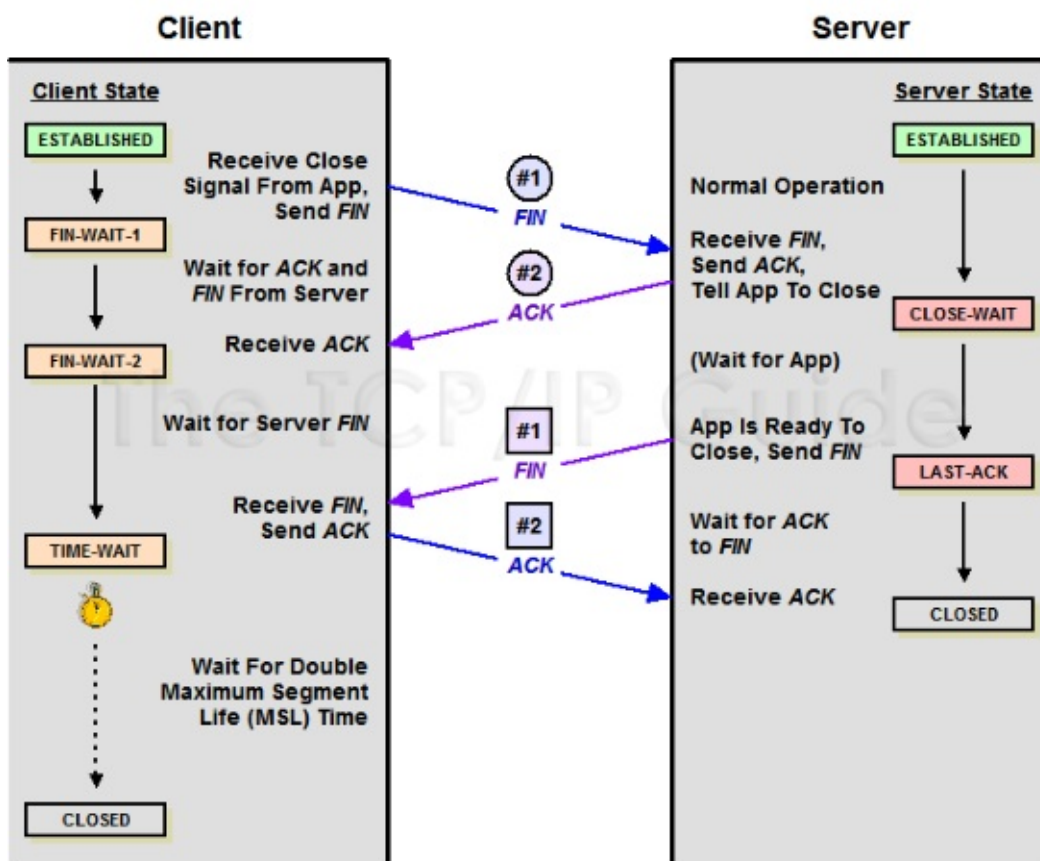 Client
Server
Client State
ESTABLISHED
Receive Close
Signal From App,
Send FIN
FIN-WAIT-1
Wait for ACK and
FIN From Server
Receive ACK
FIN-WAIT-2
Wait for Server FIN
Receive FIN,
Send ACK
TIME-WAIT
Wait For Double
Maximum Segment
Life (MSL) Time
CLOSED
#1
FIN
#2
ACK
#1
FIN
#2
ACK
Server State
ESTABLISHED
Normal Operation
Receive FIN,
Send ACK,
Tell App To Close
CLOSE-WAIT
(Wait for App)
App Is Ready To
Close, Send FIN
LAST-ACK
Wait for ACK
to FIN
Receive ACK
CLOSED
The TCP/IP Guide